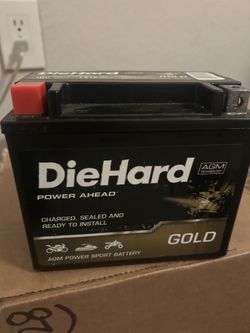 DieHard
AGM
POWER AHEAD
CHARGED, SEALED AND
READY TO INSTALL
GOLD
AGM POWER SPORT BATTERY